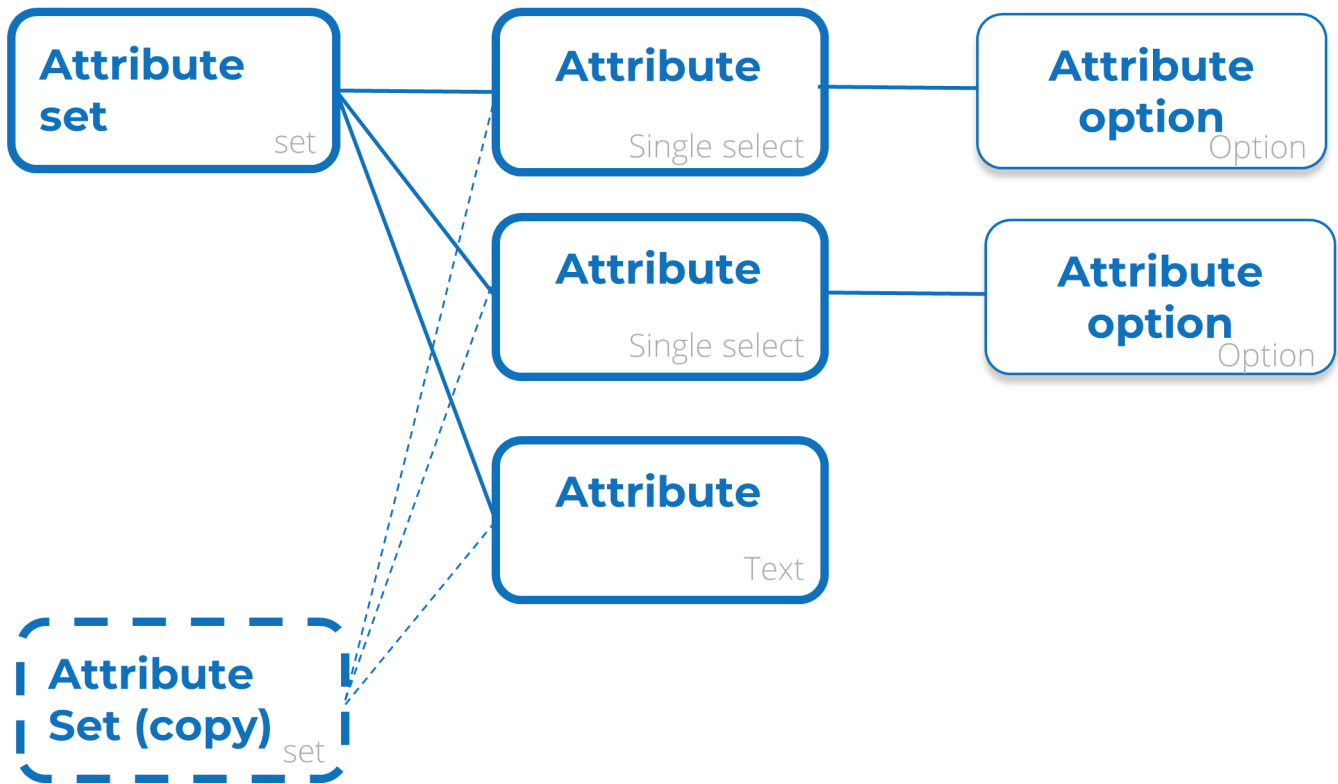 Attribute
set
set
Attribute
Single select
Attribute
option
Option
Attribute
Single select
Attribute
option
Option
Attribute
Text
Attribute
Set (copy)
set